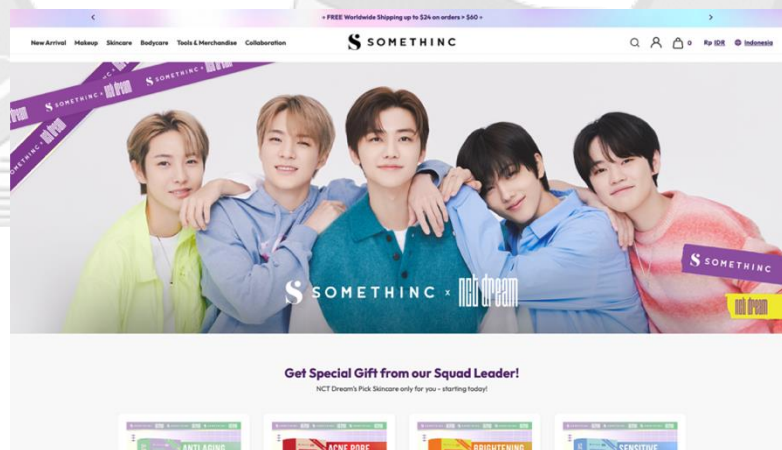 + FREE Worldwide Shipping up to $24 on orders > $60 +
New Arrival Makeup Skincare Bodycare Tools & Merchandise Collaboration
SOMETHINC
0 Rp IDR Indonesia
SOMETHINC · nct dream
SOMETHINC ·
SOMETHINC · nct dream
SOMETHINC
nct dream
SOMETHINC x nct dream
Get Special Gift from our Squad Leader!
NCT Dream's Pick Skincare only for you – starting today!
ANTI AGING ACNE PORE BRIGHTENING SENSITIVE